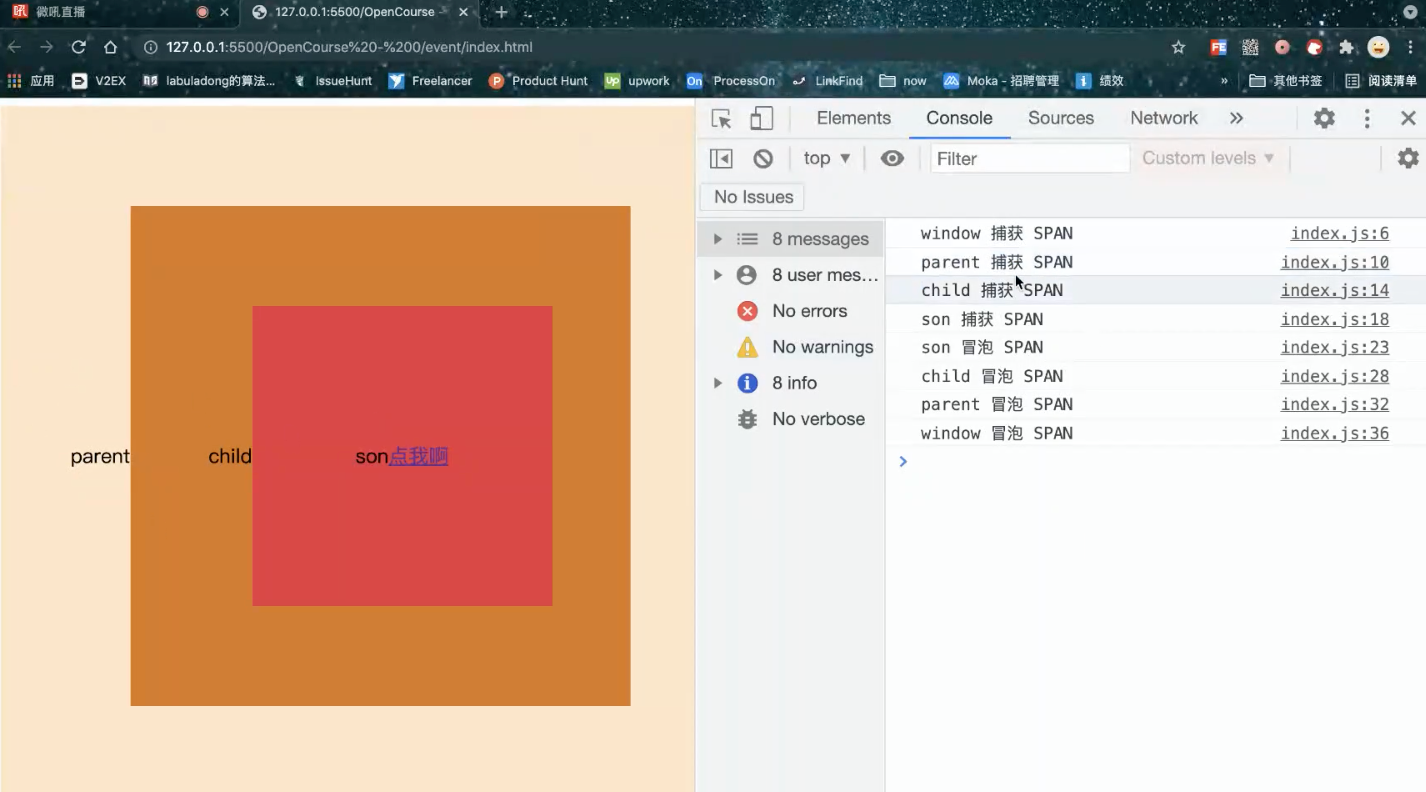 微吼直播
127.0.0.1:5500/OpenCourse -
127.0.0.1:5500/OpenCourse%20-%200/event/index.html
应用 V2EX labuladong的算法... IssueHunt Freelancer Product Hunt upwork ProcessOn LinkFind now Moka - 招聘管理 绩效 » 其他书签 阅读清单
Elements Console Sources Network »
top Filter Custom levels
No Issues
8 messages
8 user mes...
No errors
No warnings
8 info
No verbose
window 捕获 SPAN index.js:6
parent 捕获 SPAN index.js:10
child 捕获 SPAN index.js:14
son 捕获 SPAN index.js:18
son 冒泡 SPAN index.js:23
child 冒泡 SPAN index.js:28
parent 冒泡 SPAN index.js:32
window 冒泡 SPAN index.js:36
parent child son点我啊